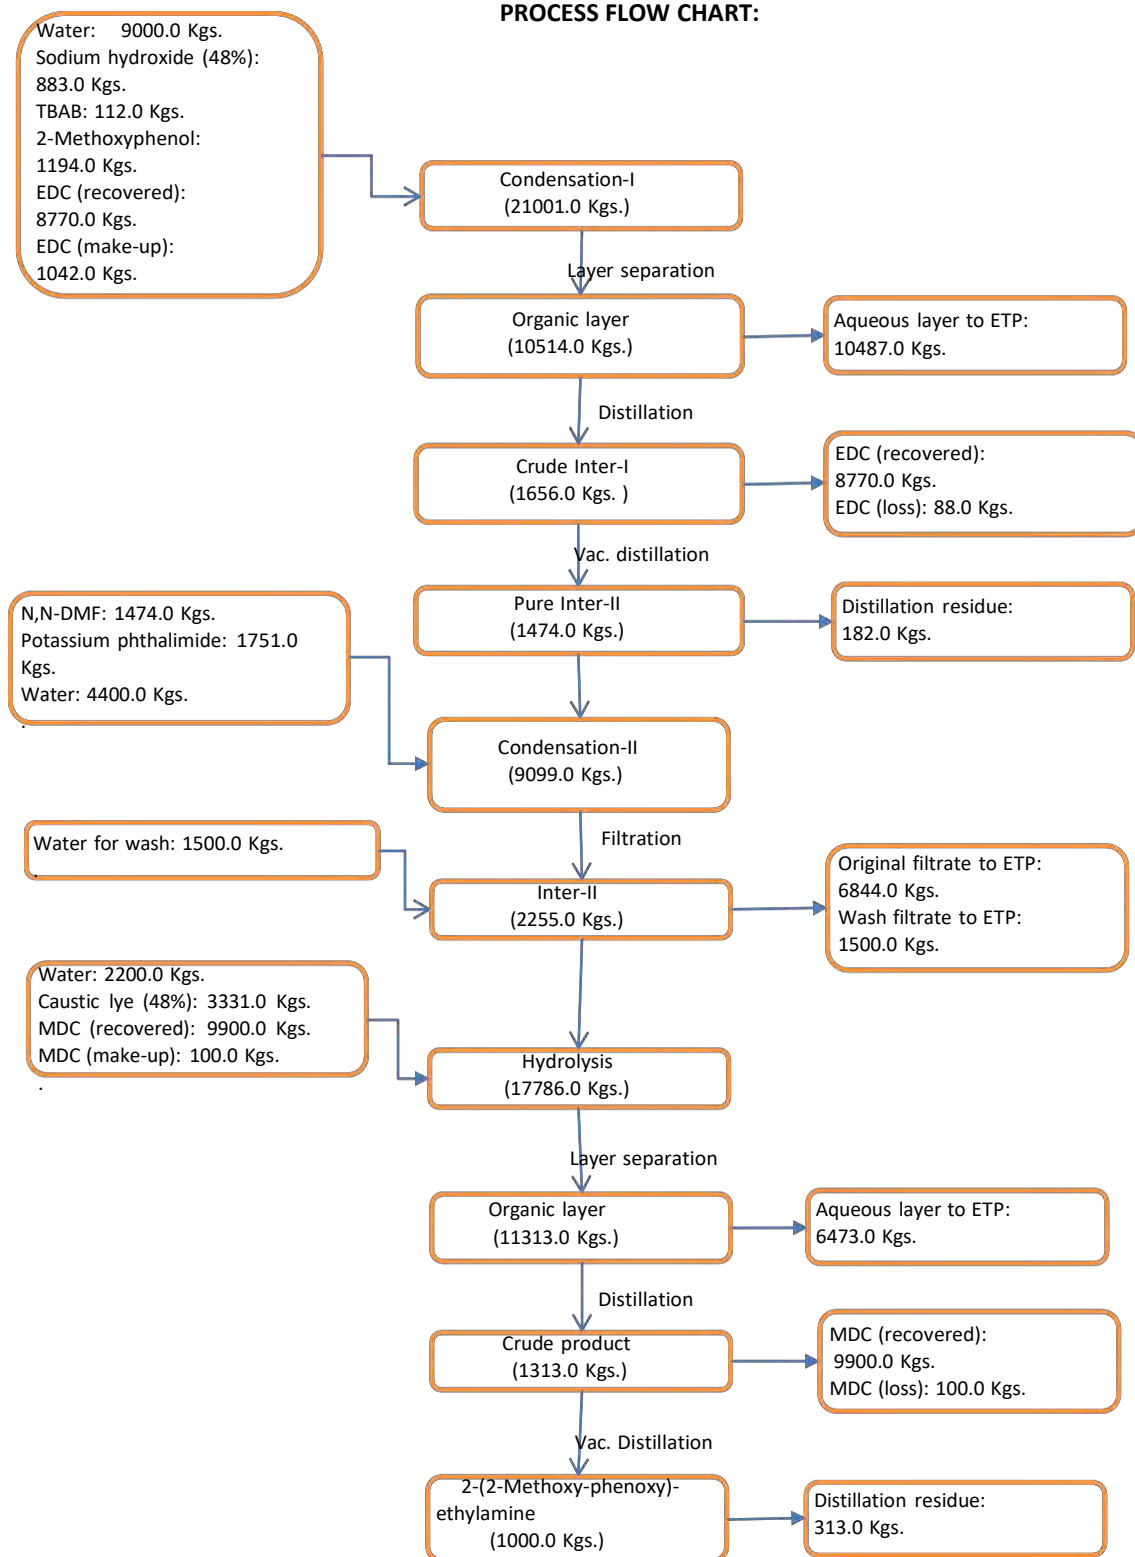 PROCESS FLOW CHART:
Water: 9000.0 Kgs.
Sodium hydroxide (48%):
883.0 Kgs.
TBAB: 112.0 Kgs.
2-Methoxyphenol:
1194.0 Kgs.
EDC (recovered):
8770.0 Kgs.
EDC (make-up):
1042.0 Kgs.
Condensation-I
(21001.0 Kgs.)
Layer separation
Organic layer
(10514.0 Kgs.)
Aqueous layer to ETP:
10487.0 Kgs.
Distillation
Crude Inter-I
(1656.0 Kgs. )
EDC (recovered):
8770.0 Kgs.
EDC (loss): 88.0 Kgs.
Vac. distillation
Pure Inter-II
(1474.0 Kgs.)
Distillation residue:
182.0 Kgs.
N,N-DMF: 1474.0 Kgs.
Potassium phthalimide: 1751.0
Kgs.
Water: 4400.0 Kgs.
.
Condensation-II
(9099.0 Kgs.)
Filtration
Water for wash: 1500.0 Kgs.
.
Inter-II
(2255.0 Kgs.)
Original filtrate to ETP:
6844.0 Kgs.
Wash filtrate to ETP:
1500.0 Kgs.
Water: 2200.0 Kgs.
Caustic lye (48%): 3331.0 Kgs.
MDC (recovered): 9900.0 Kgs.
MDC (make-up): 100.0 Kgs.
.
Hydrolysis
(17786.0 Kgs.)
Layer separation
Organic layer
(11313.0 Kgs.)
Aqueous layer to ETP:
6473.0 Kgs.
Distillation
Crude product
(1313.0 Kgs.)
MDC (recovered):
9900.0 Kgs.
MDC (loss): 100.0 Kgs.
Vac. Distillation
2-(2-Methoxy-phenoxy)-
ethylamine
(1000.0 Kgs.)
Distillation residue:
313.0 Kgs.